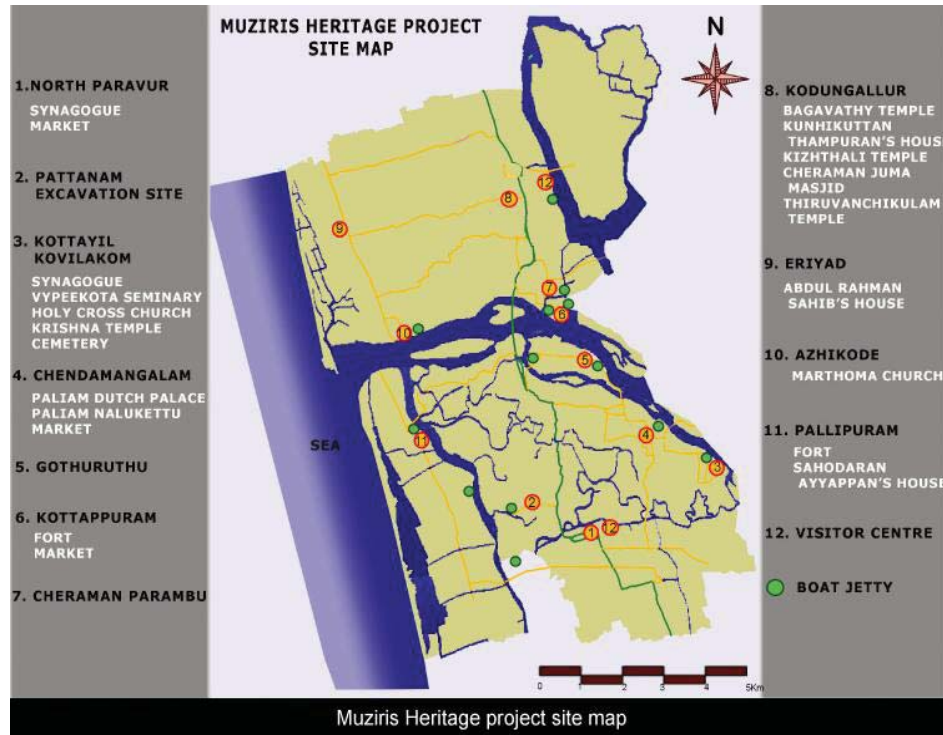 MUZIRIS HERITAGE PROJECT
SITE MAP
N
1.NORTH PARAVUR
SYNAGOGUE
MARKET
2. PATTANAM
EXCAVATION SITE
3. KOTTAYIL
KOVILAKOM
SYNAGOGUE
VYPEEKOTA SEMINARY
HOLY CROSS CHURCH
KRISHNA TEMPLE
CEMETERY
4. CHENDAMANGALAM
PALIAM DUTCH PALACE
PALIAM NALUKETTU
MARKET
5. GOTHURUTHU
6. KOTTAPPURAM
FORT
MARKET
7. CHERAMAN PARAMBU
12
8
9
7
6
10
5
SEA
11
4
3
2
1
12
0 1 2 3 4 5Km
8. KODUNGALLUR
BAGAVATHY TEMPLE
KUNHIKUTTAN
THAMPURAN'S HOUSE
KIZHTHALI TEMPLE
CHERAMAN JUMA
MASJID
THIRUVANCHIKULAM
TEMPLE
9. ERIYAD
ABDUL RAHMAN
SAHIB'S HOUSE
10. AZHIKODE
MARTHOMA CHURCH
11. PALLIPURAM
FORT
SAHODARAN
AYYAPPAN'S HOUSE
12. VISITOR CENTRE
BOAT JETTY
Muziris Heritage project site map